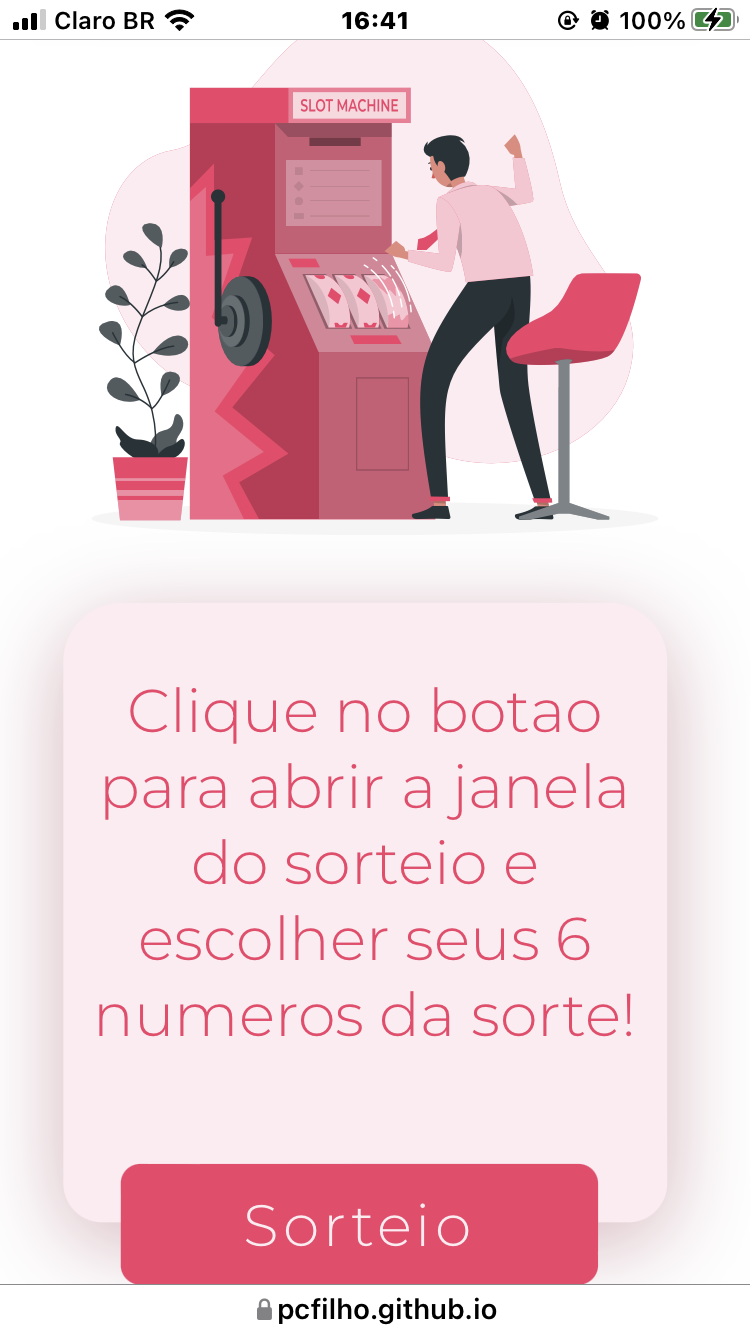 Claro BR 16:41 100%
SLOT MACHINE
Clique no botao
para abrir a janela
do sorteio e
escolher seus 6
numeros da sorte!
Sorteio
pcfilho.github.io